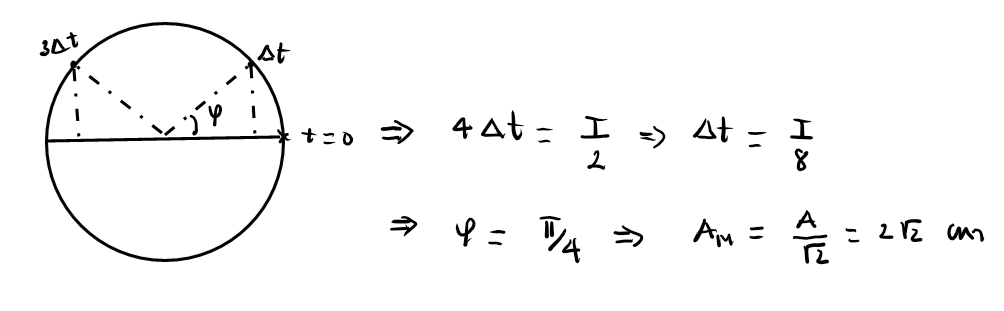 3Δt
Δt
φ
t = 0 ⇒ 4Δt = T/2 ⇒ Δt = T/8
⇒ φ = π/4 ⇒ A_M = A/√2 = 2√2 cm